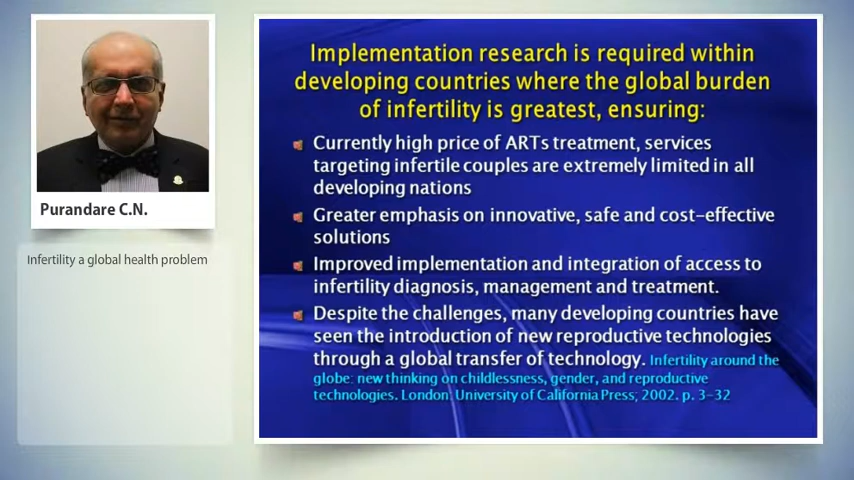 Purandare C.N.
Infertility a global health problem
Implementation research is required within
developing countries where the global burden
of infertility is greatest, ensuring:
Currently high price of ARTs treatment, services
targeting infertile couples are extremely limited in all
developing nations
Greater emphasis on innovative, safe and cost-effective
solutions
Improved implementation and integration of access to
infertility diagnosis, management and treatment.
Despite the challenges, many developing countries have
seen the introduction of new reproductive technologies
through a global transfer of technology. Infertility around the
globe: new thinking on childlessness, gender, and reproductive
technologies. London: University of California Press; 2002. p. 3-32